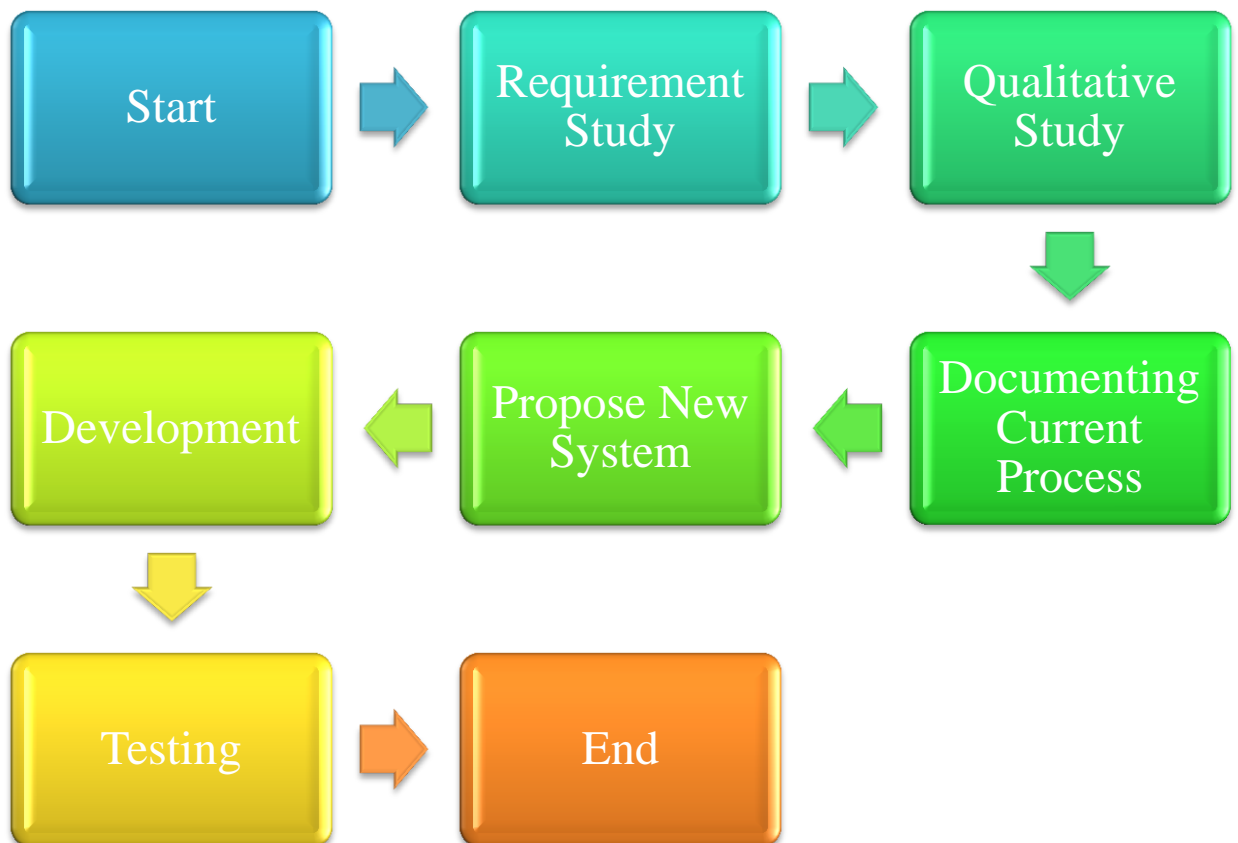 Start
Requirement
Study
Qualitative
Study
Documenting
Current
Process
Propose New
System
Development
Testing
End